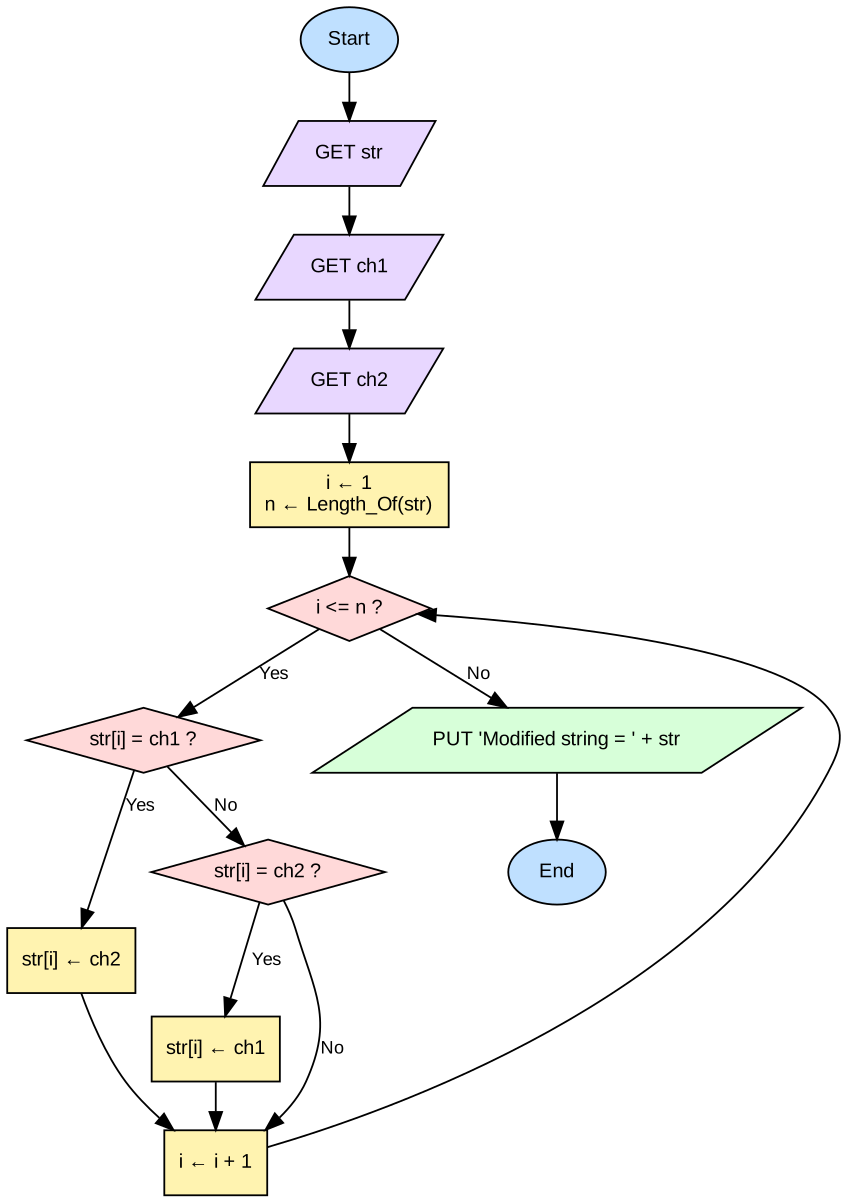 Start
GET str
GET ch1
GET ch2
i ← 1
n ← Length_Of(str)
i <= n ?
Yes
No
str[i] = ch1 ?
PUT 'Modified string = ' + str
Yes
No
str[i] = ch2 ?
End
str[i] ← ch2
Yes
str[i] ← ch1
No
i ← i + 1